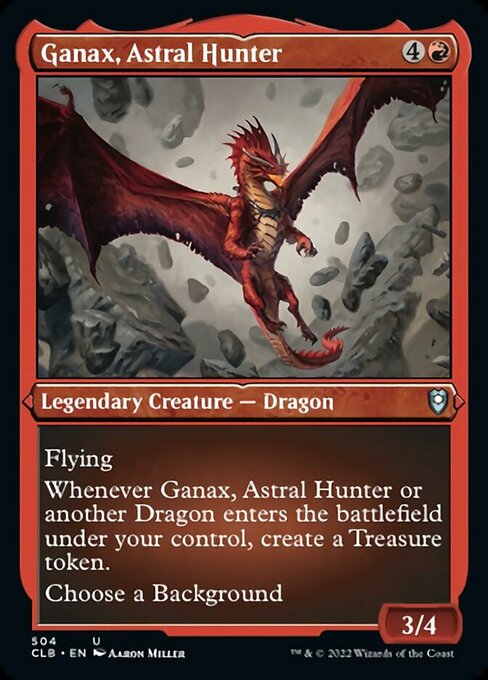 Ganax, Astral Hunter 4
Legendary Creature — Dragon
Flying
Whenever Ganax, Astral Hunter or
another Dragon enters the battlefield
under your control, create a Treasure
token.
Choose a Background
3/4
504 U
CLB • EN Aaron Miller
™ & © 2022 Wizards of the Coast